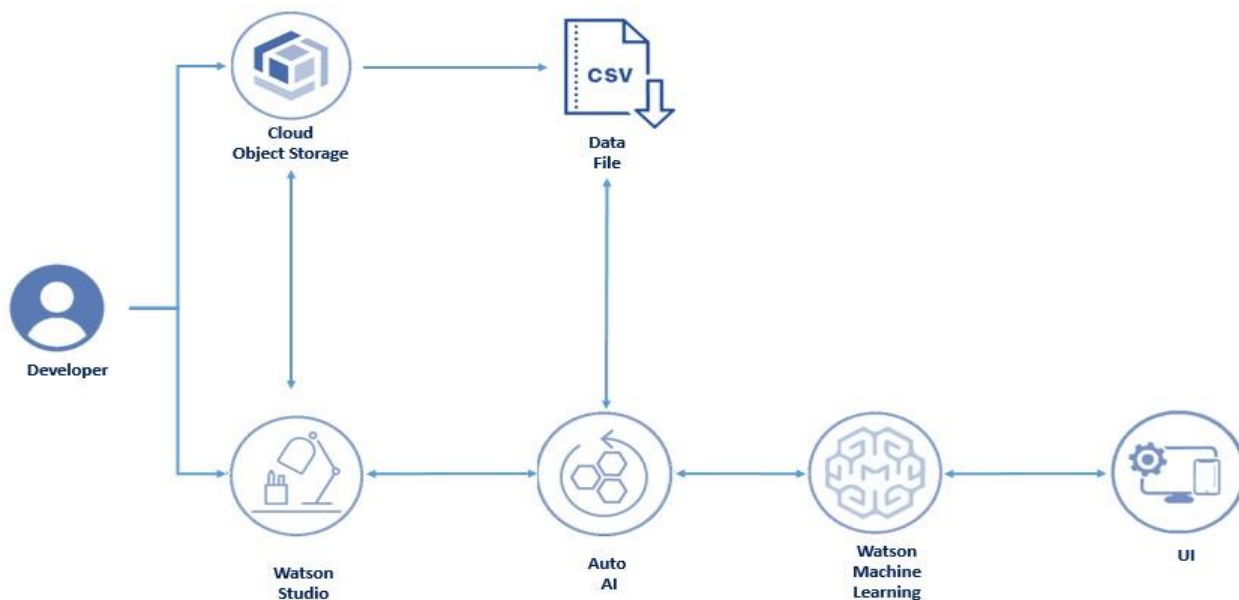 CSV
Cloud
Object Storage
Data
File
Developer
Watson
Studio
Auto
AI
Watson
Machine
Learning
UI